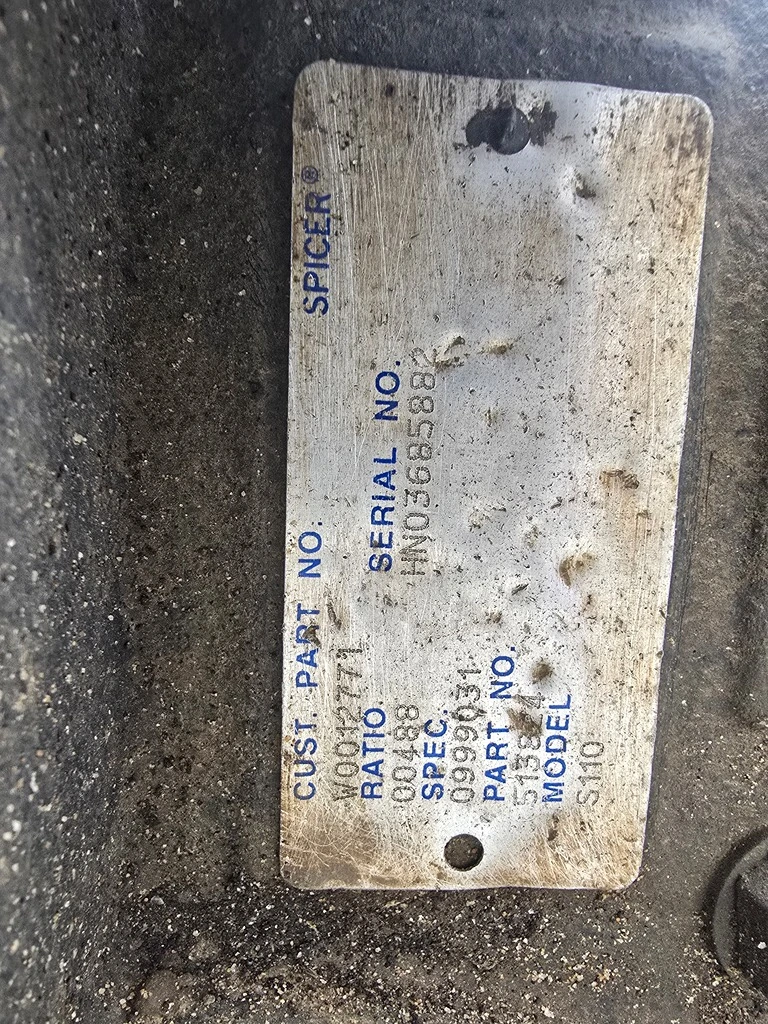 SPICER®
CUST. PART NO.
W0012771
RATIO SERIAL NO.
00488 HN03685882
SPEC.
0999031
PART NO.
MODEL
S110